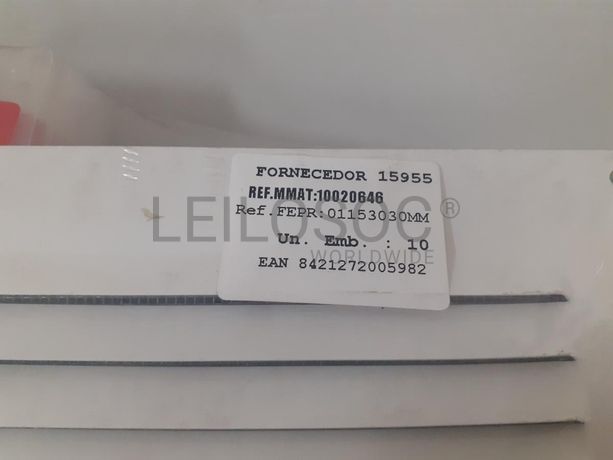 FORNECEDOR 15955
REF.MMAT:10020646
Ref.FEPR:01153030MM
LEILOSOC®
Un. Emb. : 10
WORLDWIDE
EAN 8421272005982